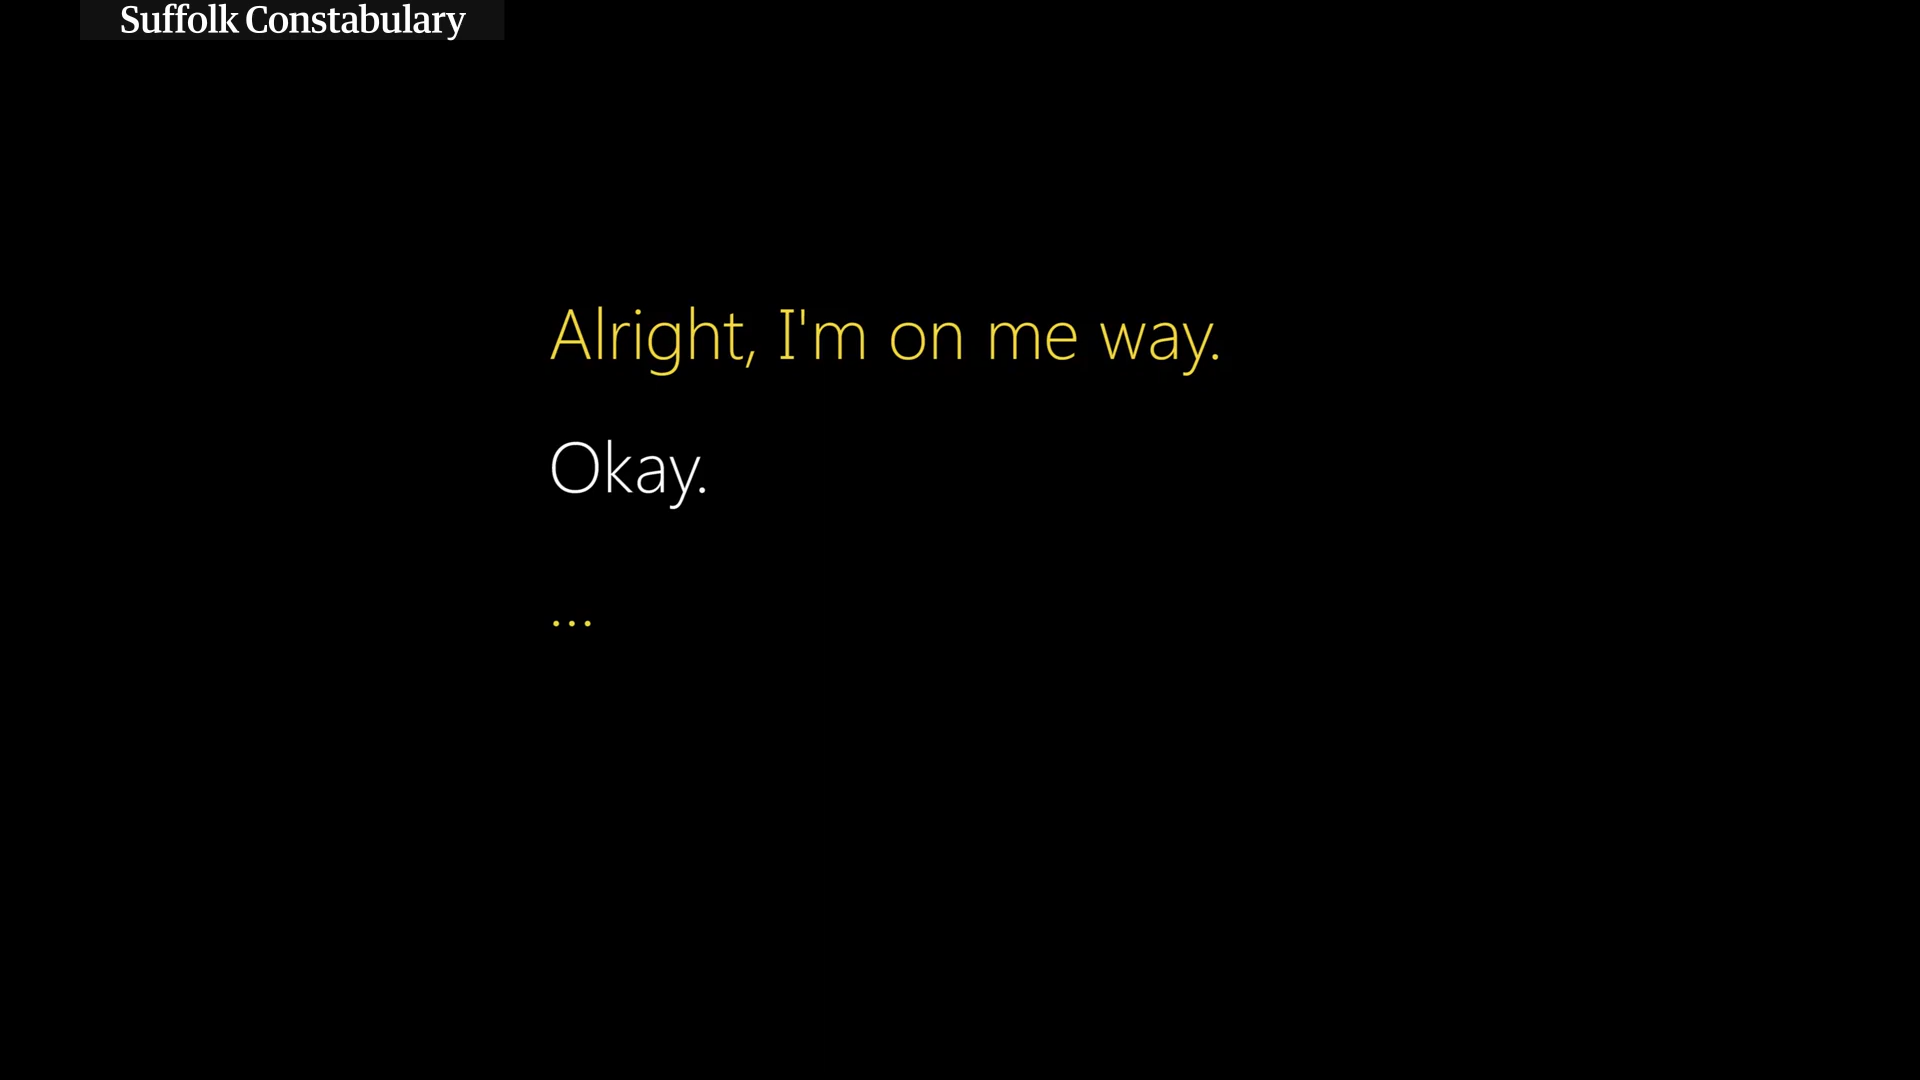 Suffolk Constabulary
Alright, I'm on me way.
Okay.
...